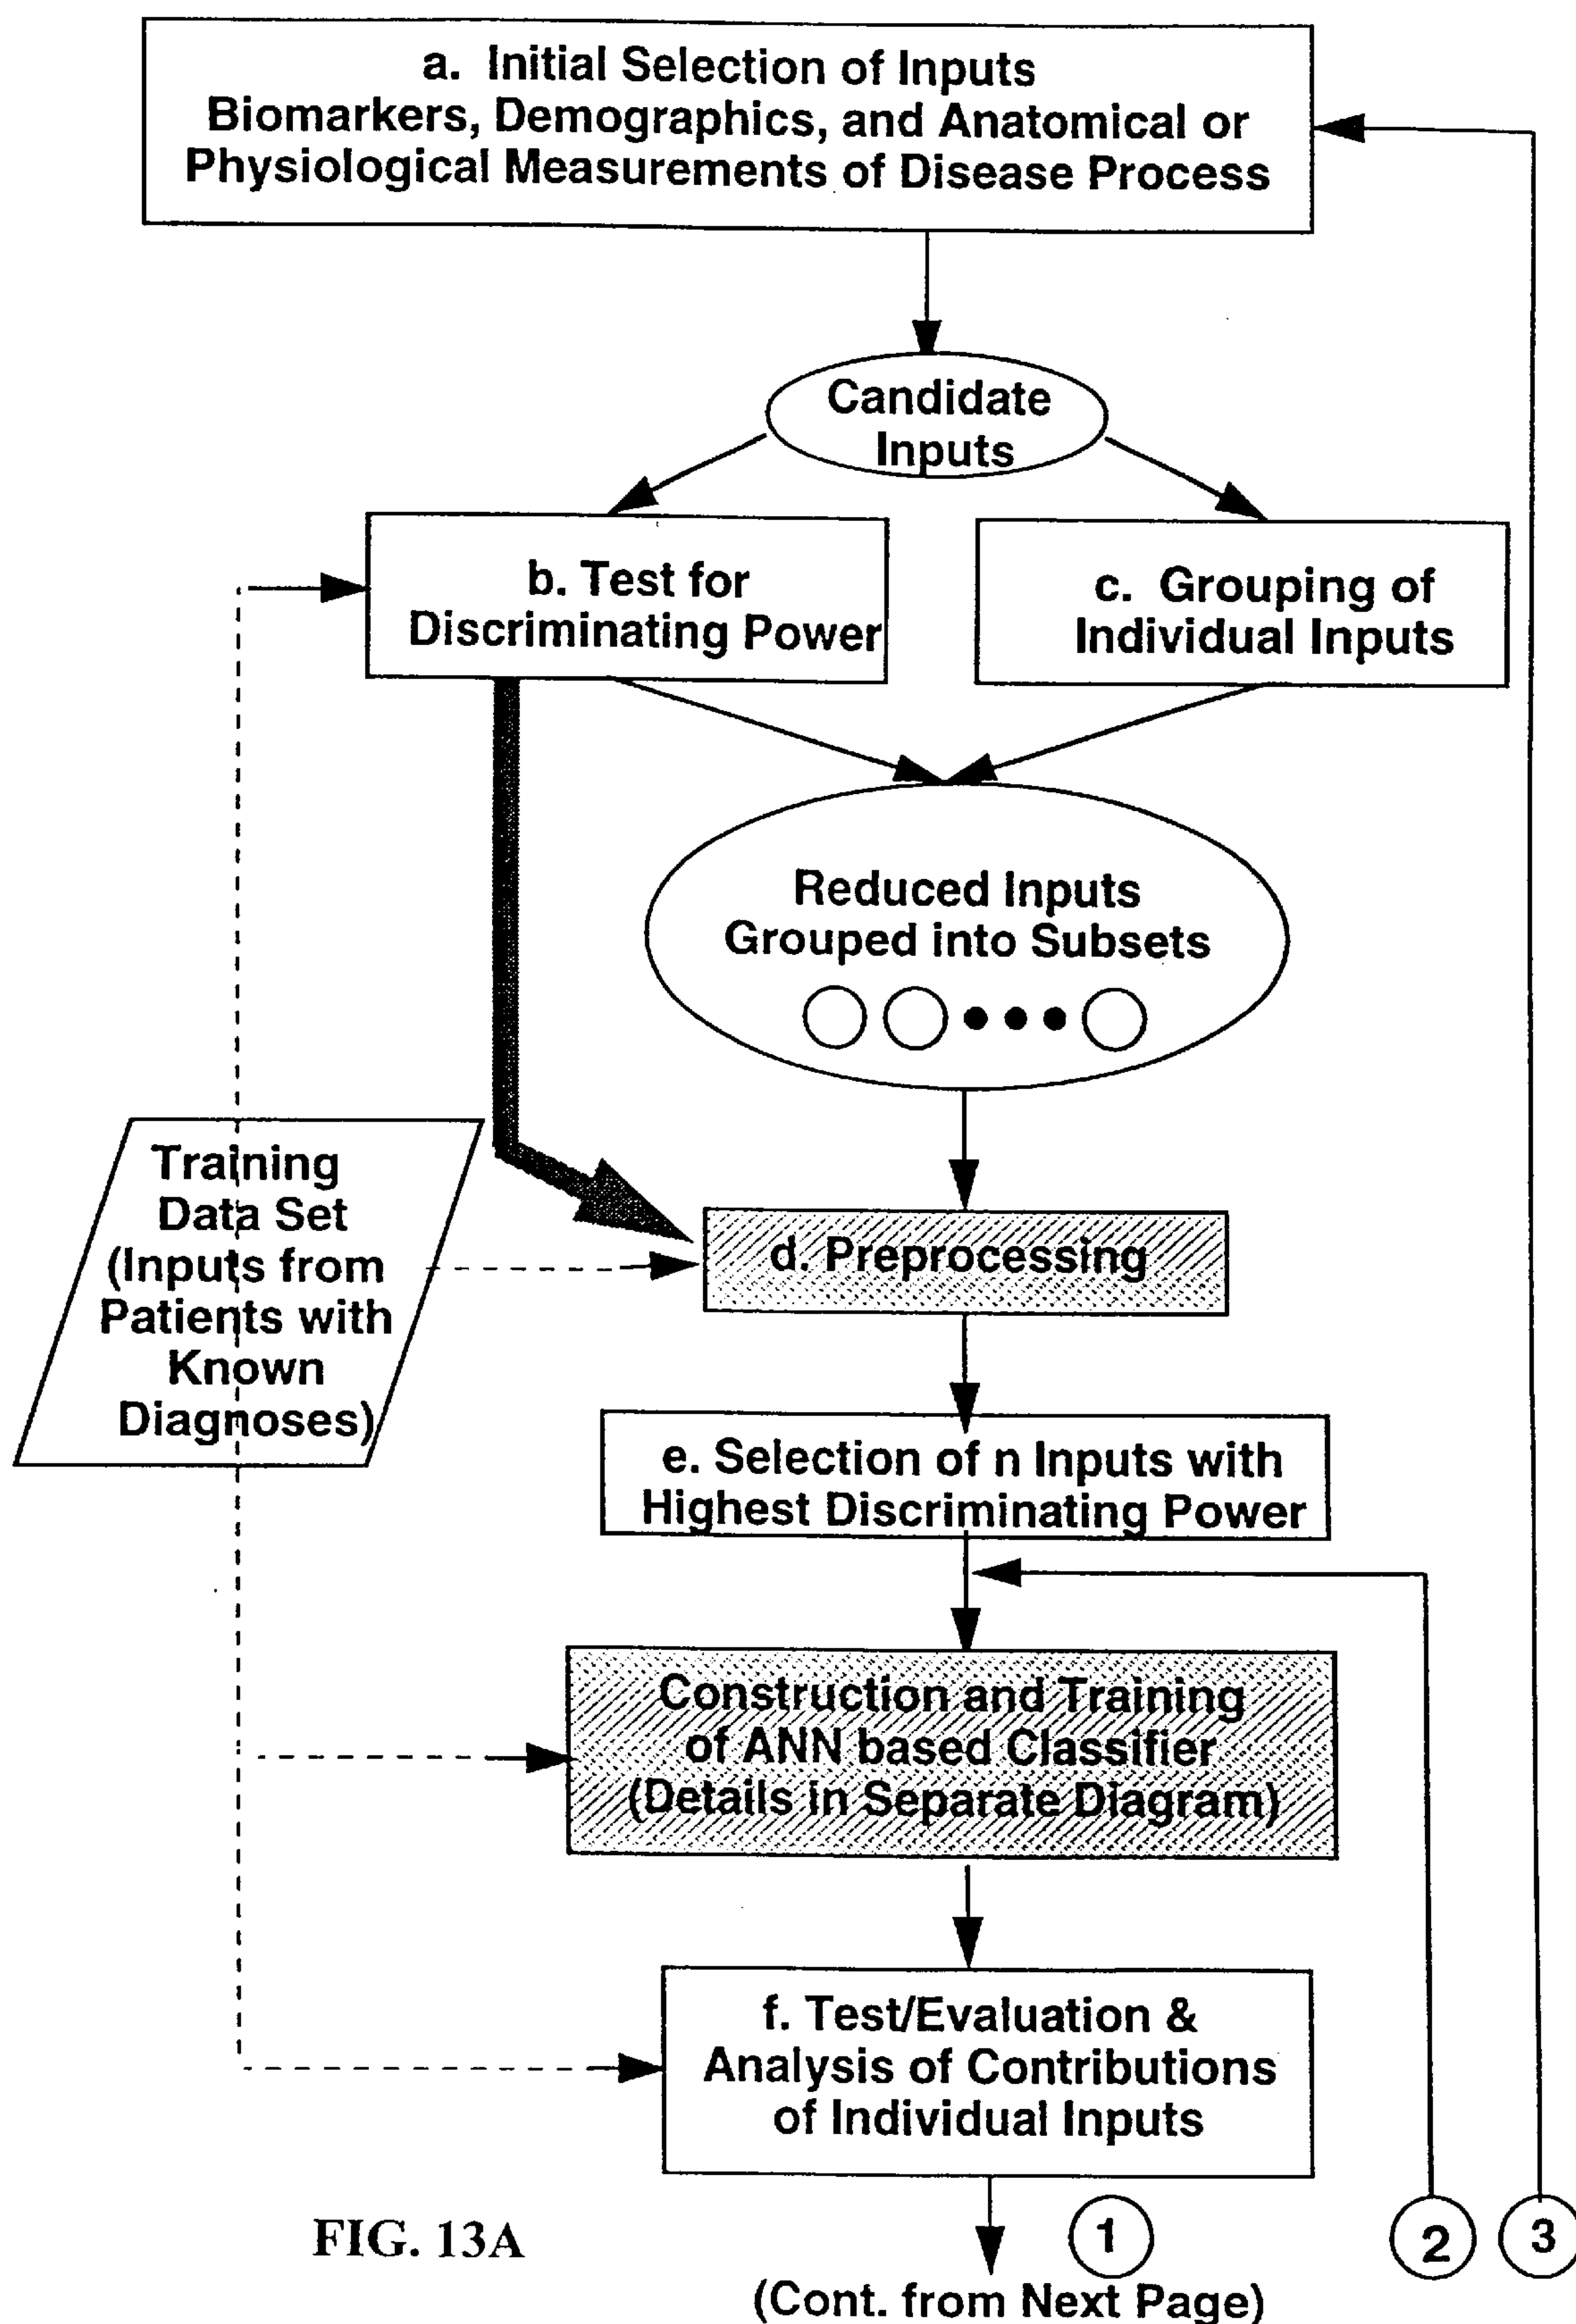 a. Initial Selection of Inputs
Biomarkers, Demographics, and Anatomical or
Physiological Measurements of Disease Process
Candidate
Inputs
b. Test for
Discriminating Power
c. Grouping of
Individual Inputs
Reduced Inputs
Grouped into Subsets
Training
Data Set
(Inputs from
Patients with
Known
Diagnoses)
d. Preprocessing
e. Selection of n Inputs with
Highest Discriminating Power
Construction and Training
of ANN based Classifier
(Details in Separate Diagram)
f. Test/Evaluation &
Analysis of Contributions
of Individual Inputs
FIG. 13A
1
2
3
(Cont. from Next Page)